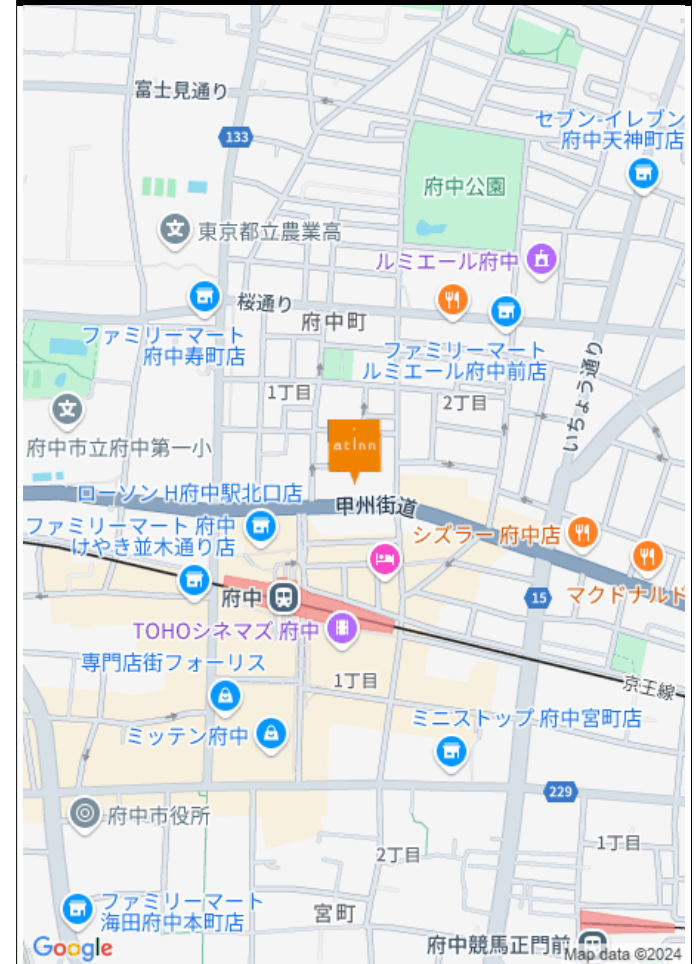 富士見通り
133
セブン-イレブン
府中天神町店
府中公園
東京都立農業高
ルミエール府中
桜通り
府中町
ファミリーマート
府中寿町店
ファミリーマート
ルミエール府中前店
いちょう通り
1丁目
2丁目
府中市立府中第一小
at inn
ローソン H府中駅北口店
甲州街道
ファミリーマート 府中
けやき並木通り店
シズラー 府中店
府中
15
マクドナルド
TOHOシネマズ 府中
専門店街フォーリス
1丁目
京王線
ミッテン府中
ミニストップ 府中宮町店
229
府中市役所
2丁目
1丁目
ファミリーマート
海田府中本町店
宮町
府中競馬正門前
Google
Map data ©2024